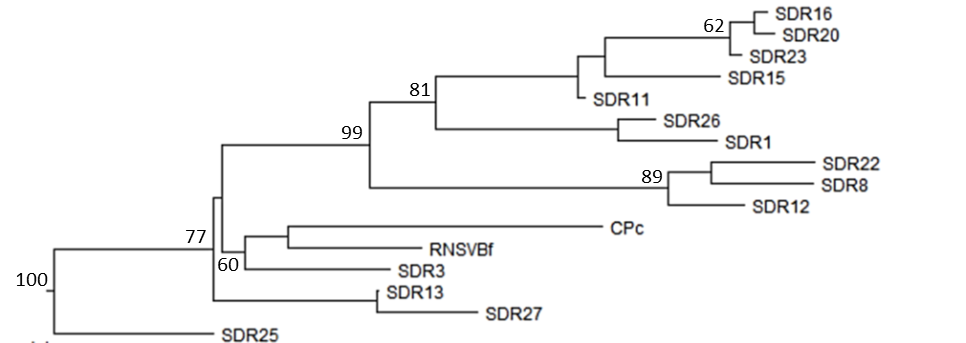 62 SDR16
SDR20
SDR23
SDR15
81
SDR11
SDR26
99
SDR1
SDR22
89
SDR8
SDR12
CPc
77
RNSVBf
60
SDR3
100
SDR13
SDR27
SDR25